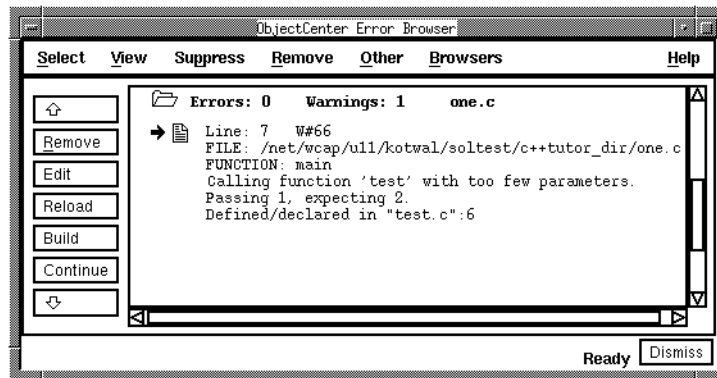 ObjectCenter Error Browser
Select View Suppress Remove Other Browsers Help
Errors: 0 Warnings: 1 one.c
Line: 7 W#66
FILE: /net/wcap/u11/kotwal/soltest/c++tutor_dir/one.c
FUNCTION: main
Calling function 'test' with too few parameters.
Passing 1, expecting 2.
Defined/declared in "test.c":6
Remove
Edit
Reload
Build
Continue
Ready Dismiss